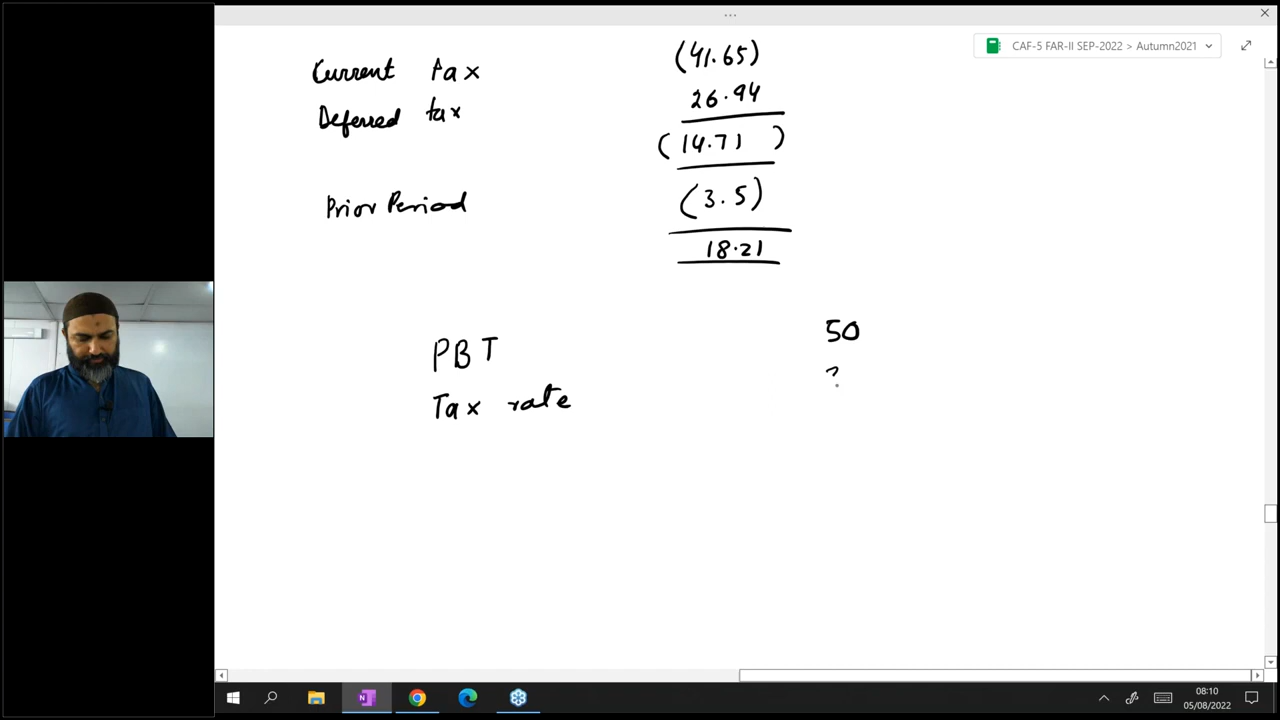 ...
CAF-5 FAR-II SEP-2022 > Autumn2021
Current Tax (41.65)
Deferred tax 26.94
(14.71)
Prior Period (3.5)
18.21
PBT 50
Tax rate ?
08:10
05/08/2022